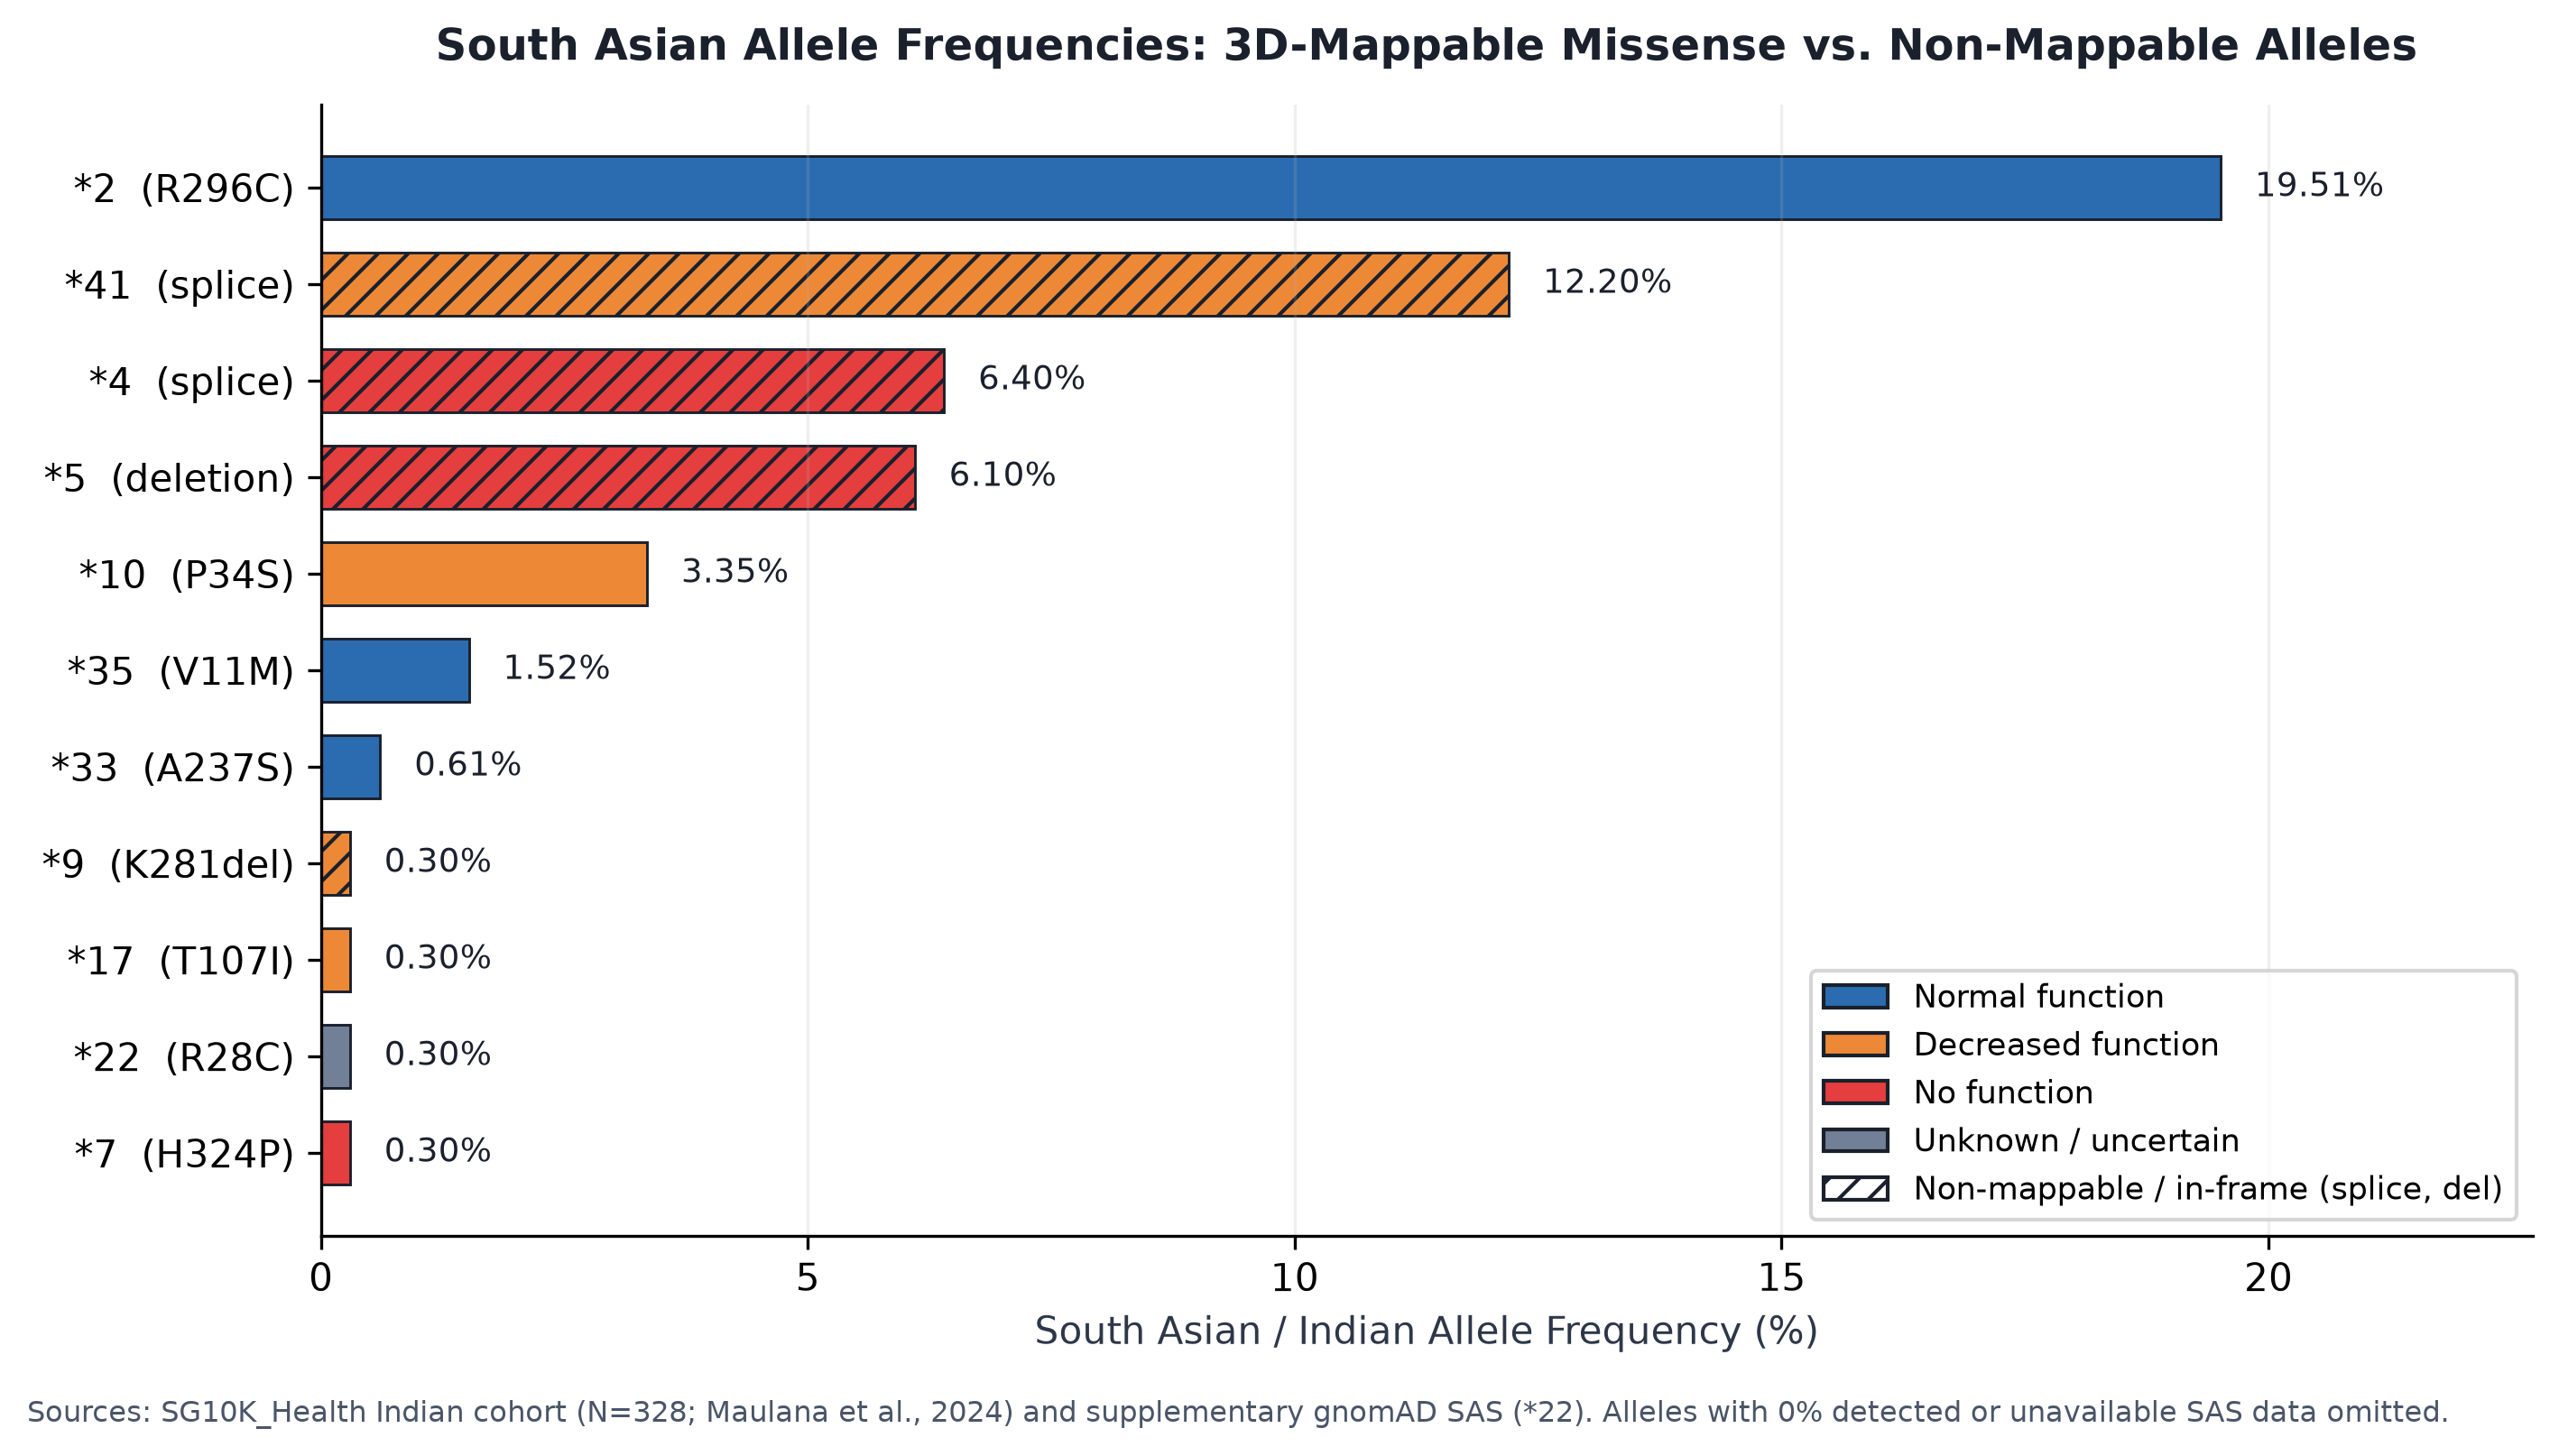 South Asian Allele Frequencies: 3D-Mappable Missense vs. Non-Mappable Alleles
*2 (R296C)
19.51%
*41 (splice)
12.20%
*4 (splice)
6.40%
*5 (deletion)
6.10%
*10 (P34S)
3.35%
*35 (V11M)
1.52%
*33 (A237S)
0.61%
*9 (K281del)
0.30%
*17 (T107I)
0.30%
*22 (R28C)
0.30%
*7 (H324P)
0.30%
Normal function
Decreased function
No function
Unknown / uncertain
Non-mappable / in-frame (splice, del)
0 5 10 15 20
South Asian / Indian Allele Frequency (%)
Sources: SG10K_Health Indian cohort (N=328; Maulana et al., 2024) and supplementary gnomAD SAS (*22). Alleles with 0% detected or unavailable SAS data omitted.